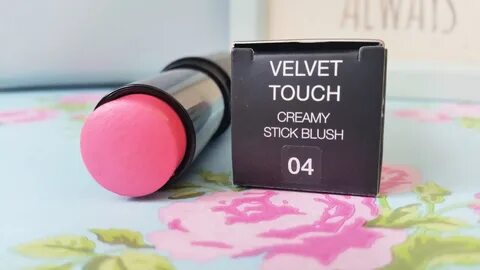 ALWAYS
VELVET
TOUCH
CREAMY
STICK BLUSH
04